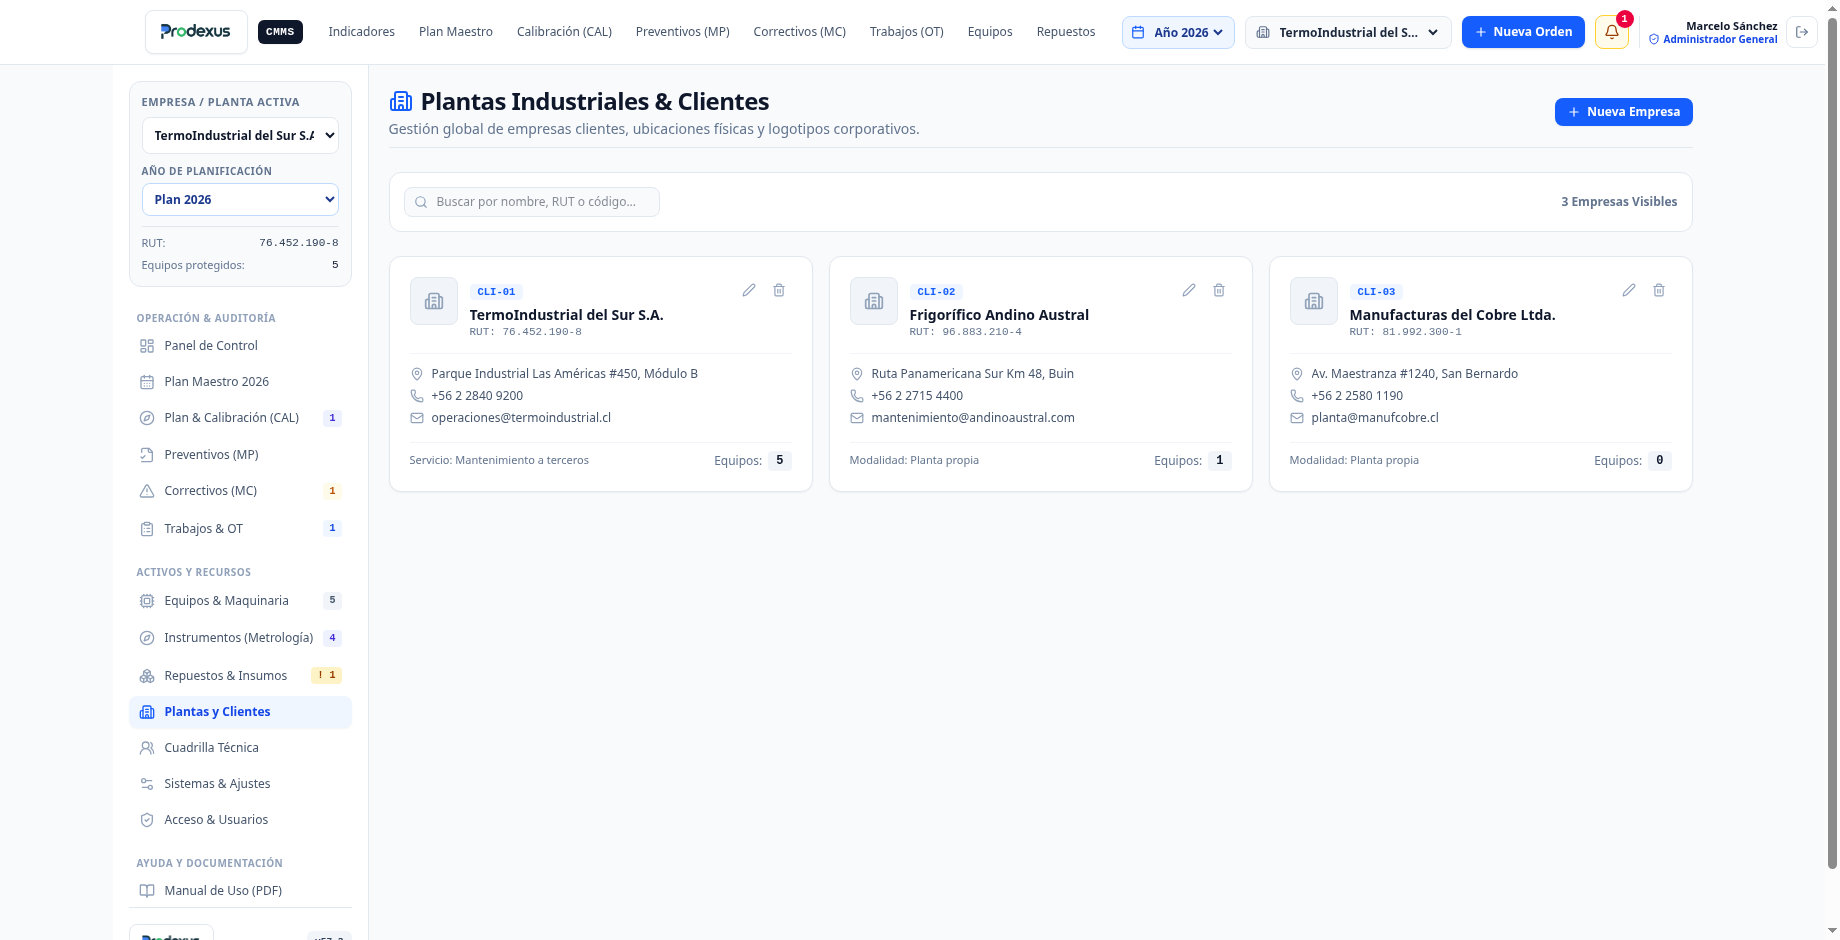 Prodexus
CMMS
Indicadores
Plan Maestro
Calibración (CAL)
Preventivos (MP)
Correctivos (MC)
Trabajos (OT)
Equipos
Repuestos
Año 2026
TermoIndustrial del S...
Nueva Orden
1
Marcelo Sánchez
Administrador General
EMPRESA / PLANTA ACTIVA
TermoIndustrial del Sur S.A
AÑO DE PLANIFICACIÓN
Plan 2026
RUT: 76.452.190-8
Equipos protegidos: 5
OPERACIÓN & AUDITORÍA
Panel de Control
Plan Maestro 2026
Plan & Calibración (CAL) 1
Preventivos (MP)
Correctivos (MC) 1
Trabajos & OT 1
ACTIVOS Y RECURSOS
Equipos & Maquinaria 5
Instrumentos (Metrología) 4
Repuestos & Insumos ! 1
Plantas y Clientes
Cuadrilla Técnica
Sistemas & Ajustes
Acceso & Usuarios
AYUDA Y DOCUMENTACIÓN
Manual de Uso (PDF)
Prodexus
Plantas Industriales & Clientes
Gestión global de empresas clientes, ubicaciones físicas y logotipos corporativos.
Nueva Empresa
Buscar por nombre, RUT o código...
3 Empresas Visibles
CLI-01
TermoIndustrial del Sur S.A.
RUT: 76.452.190-8
Parque Industrial Las Américas #450, Módulo B
+56 2 2840 9200
operaciones@termoindustrial.cl
Servicio: Mantenimiento a terceros
Equipos: 5
CLI-02
Frigorífico Andino Austral
RUT: 96.883.210-4
Ruta Panamericana Sur Km 48, Buin
+56 2 2715 4400
mantenimiento@andinoaustral.com
Modalidad: Planta propia
Equipos: 1
CLI-03
Manufacturas del Cobre Ltda.
RUT: 81.992.300-1
Av. Maestranza #1240, San Bernardo
+56 2 2580 1190
planta@manufcobre.cl
Modalidad: Planta propia
Equipos: 0